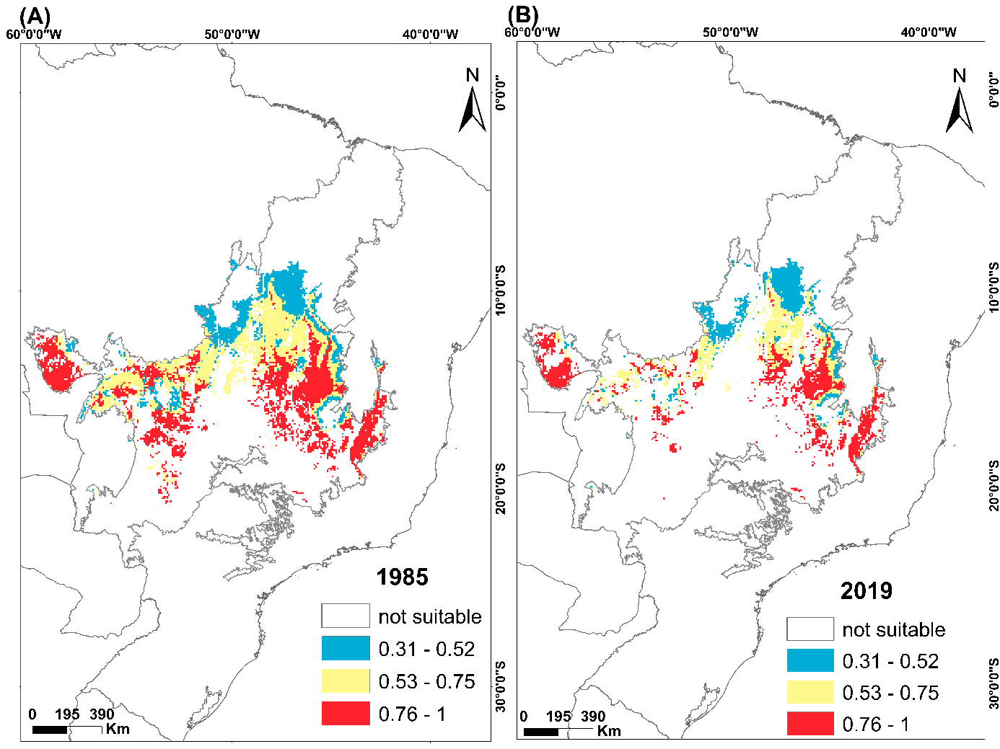 (A)
60°0'0"W 50°0'0"W 40°0'0"W
N
0°0'0"
10°0'0"S
20°0'0"S
30°0'0"S
1985
not suitable
0.31 - 0.52
0.53 - 0.75
0.76 - 1
0 195 390
Km
(B)
60°0'0"W 50°0'0"W 40°0'0"W
N
0°0'0"
10°0'0"S
20°0'0"S
30°0'0"S
2019
not suitable
0.31 - 0.52
0.53 - 0.75
0.76 - 1
0 195 390
Km